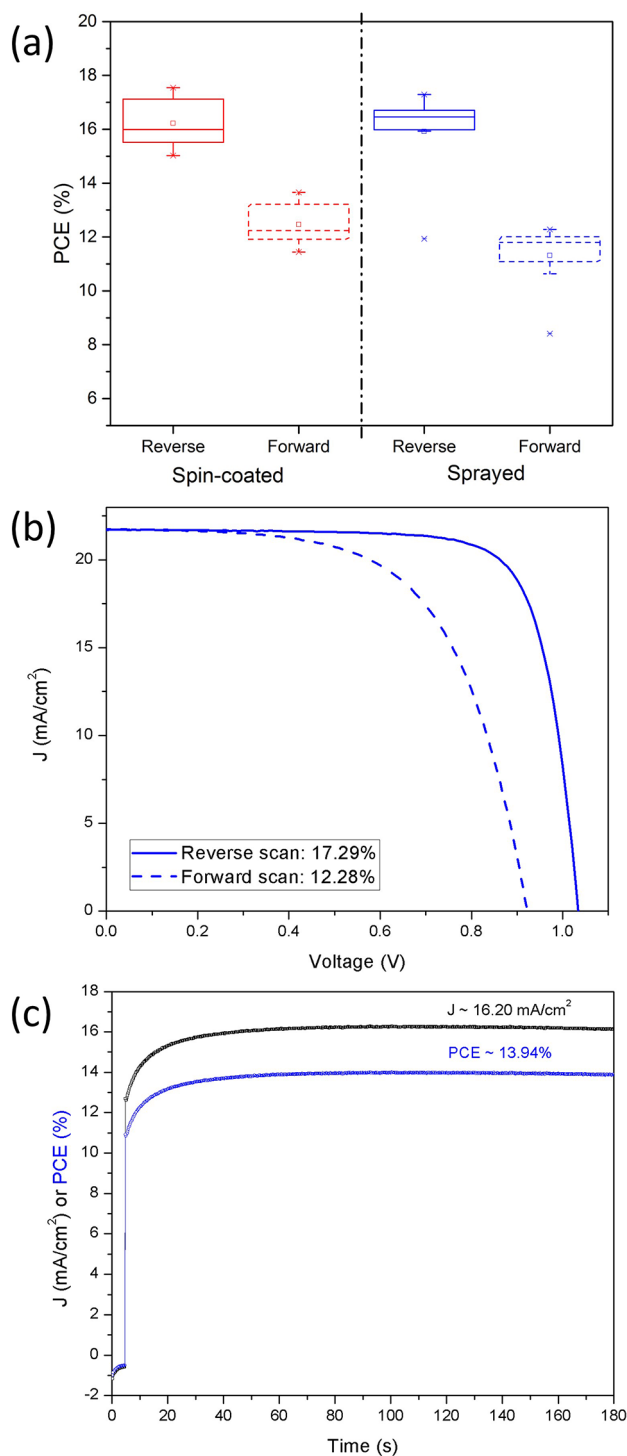 (a)
20
18
16
14
12
10
8
6
PCE (%)
Reverse Forward Reverse Forward
Spin-coated Sprayed
(b)
20
15
10
5
0
J (mA/cm²)
Reverse scan: 17.29%
Forward scan: 12.28%
0.0 0.2 0.4 0.6 0.8 1.0
Voltage (V)
(c)
18
16
14
12
10
8
6
4
2
0
-2
J (mA/cm²) or PCE (%)
J ~ 16.20 mA/cm²
PCE ~ 13.94%
0 20 40 60 80 100 120 140 160 180
Time (s)